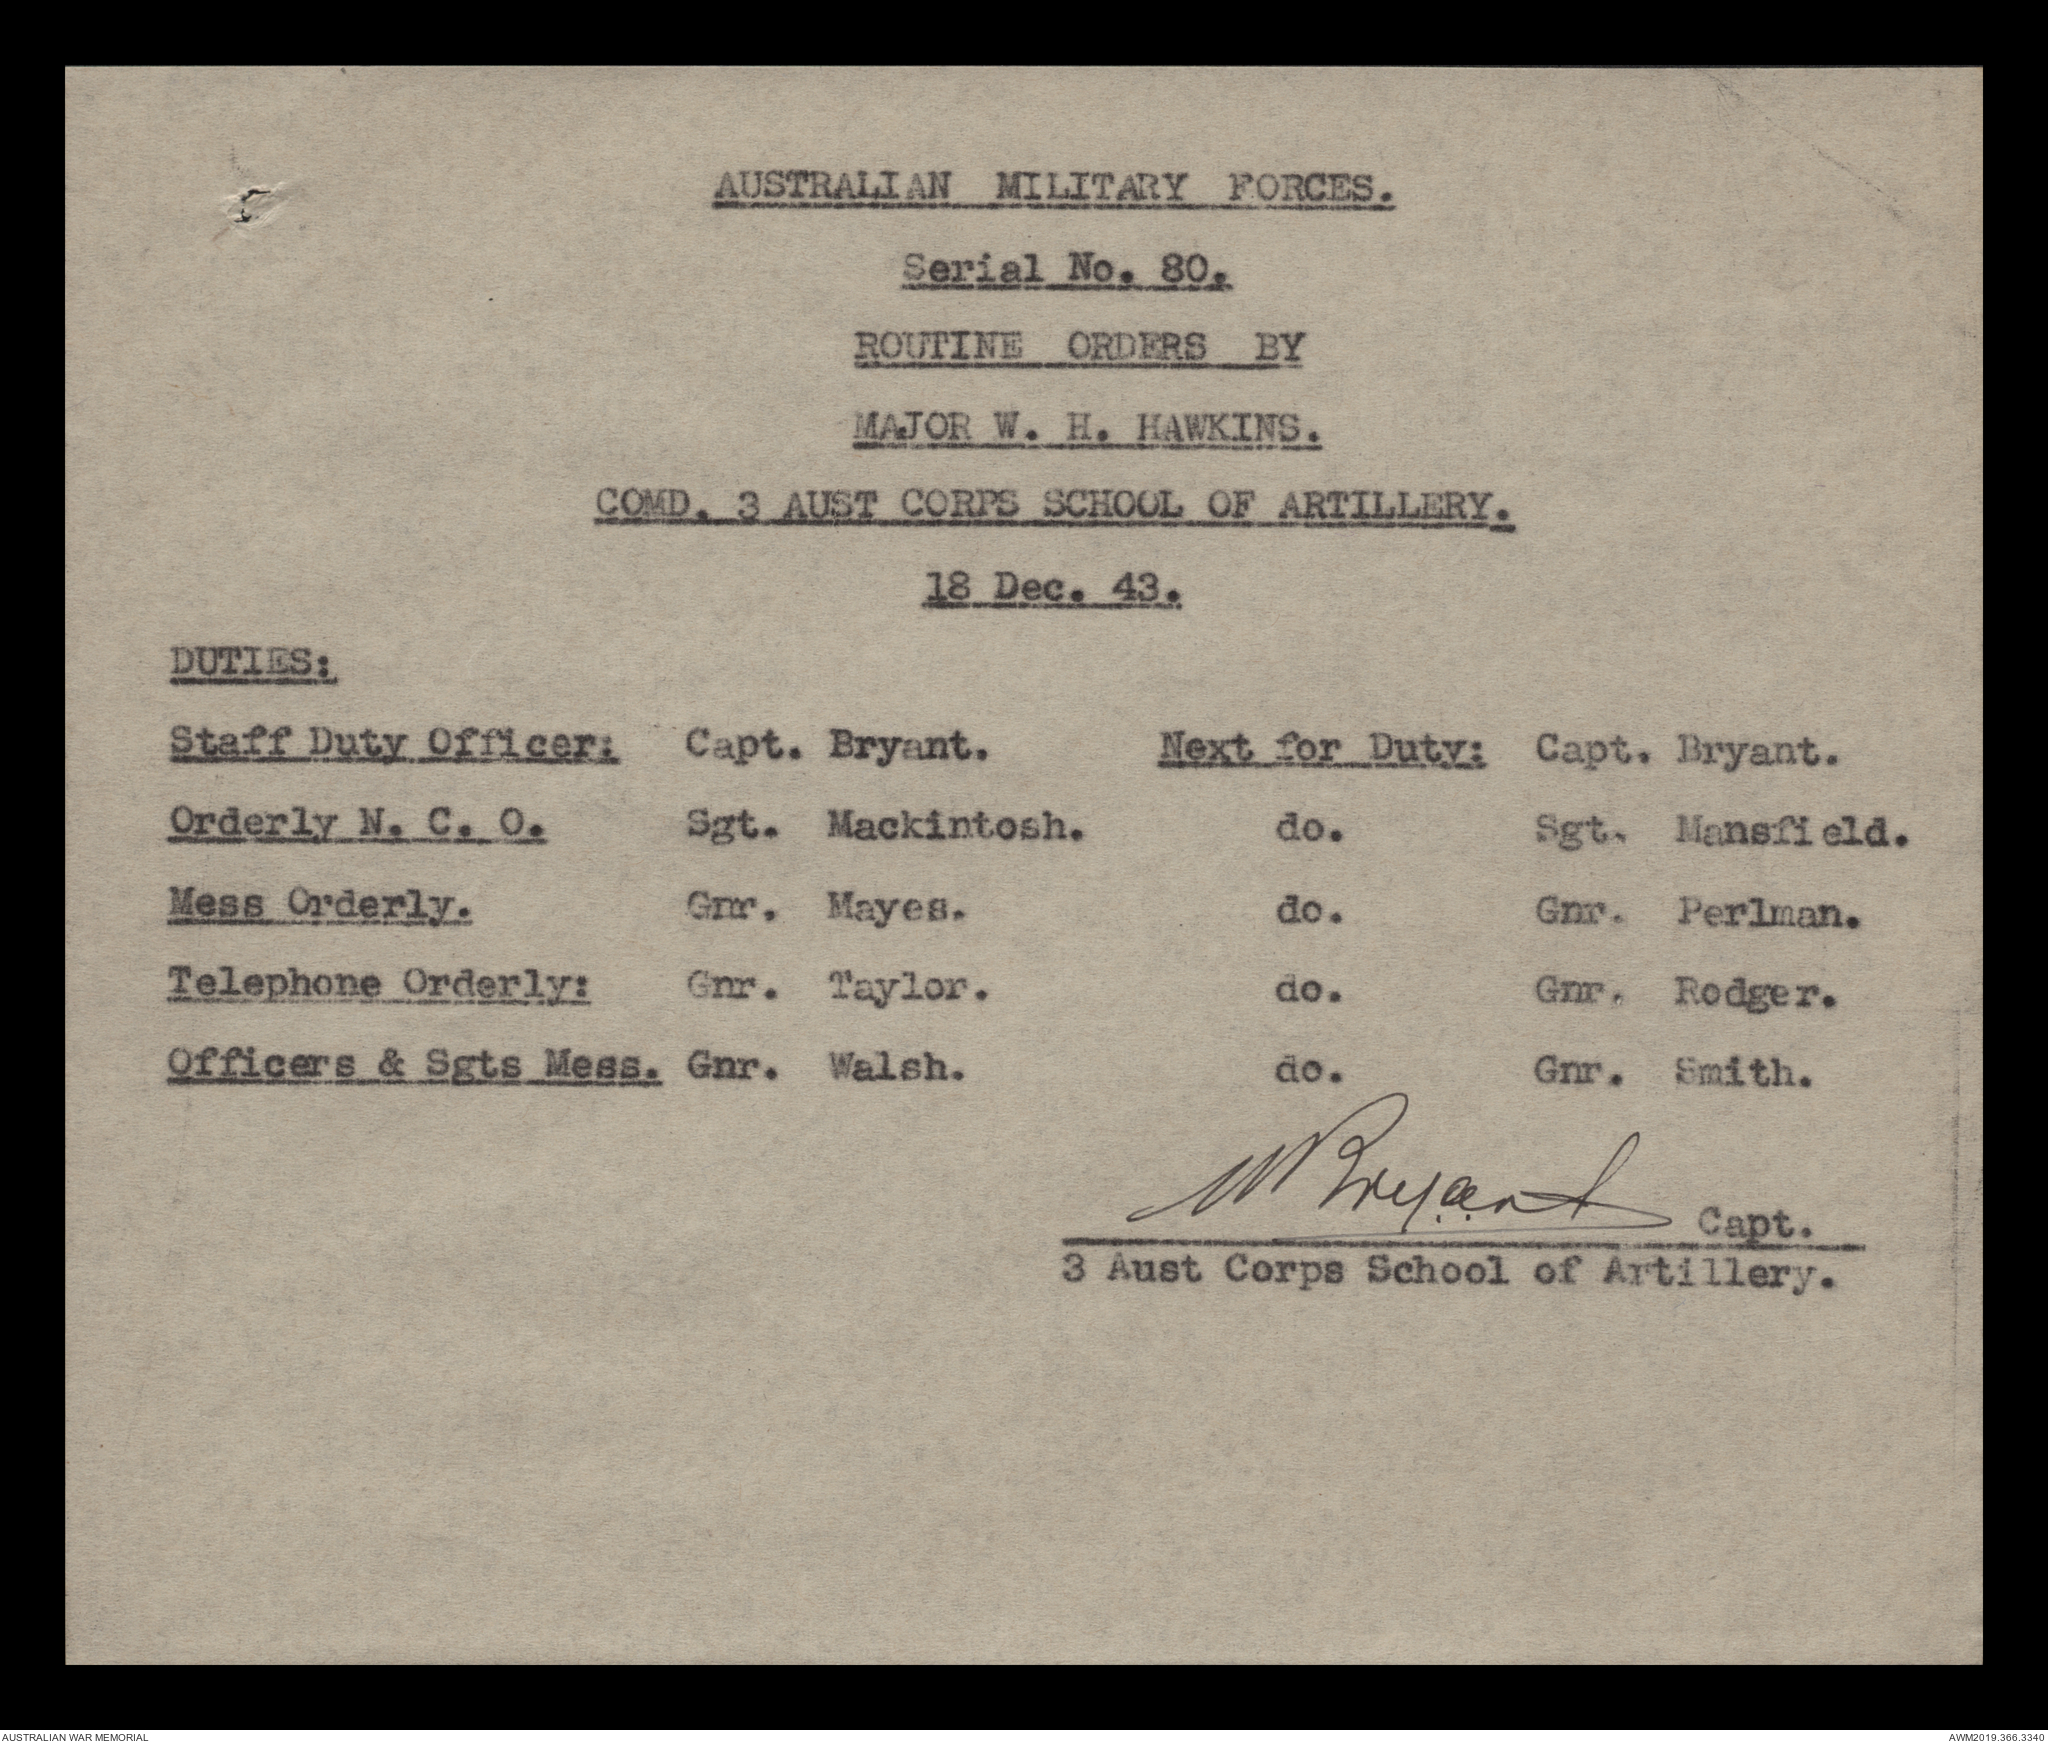 AUSTRALIAN MILITARY FORCES.
Serial No. 80.
ROUTINE ORDERS BY
MAJOR W. H. HAWKINS.
COMD. 3 AUST CORPS SCHOOL OF ARTILLERY.
18 Dec. 43.
DUTIES:
Staff Duty Officer: Capt. Bryant. Next for Duty: Capt. Bryant.
Orderly N. C. O. Sgt. Mackintosh. do. Sgt. Mansfield.
Mess Orderly. Gnr. Mayes. do. Gnr. Perlman.
Telephone Orderly: Gnr. Taylor. do. Gnr. Rodger.
Officers & Sgts Mess. Gnr. Walsh. do. Gnr. Smith.
Bryant Capt.
3 Aust Corps School of Artillery.
AUSTRALIAN WAR MEMORIAL AWM2019.366.3340